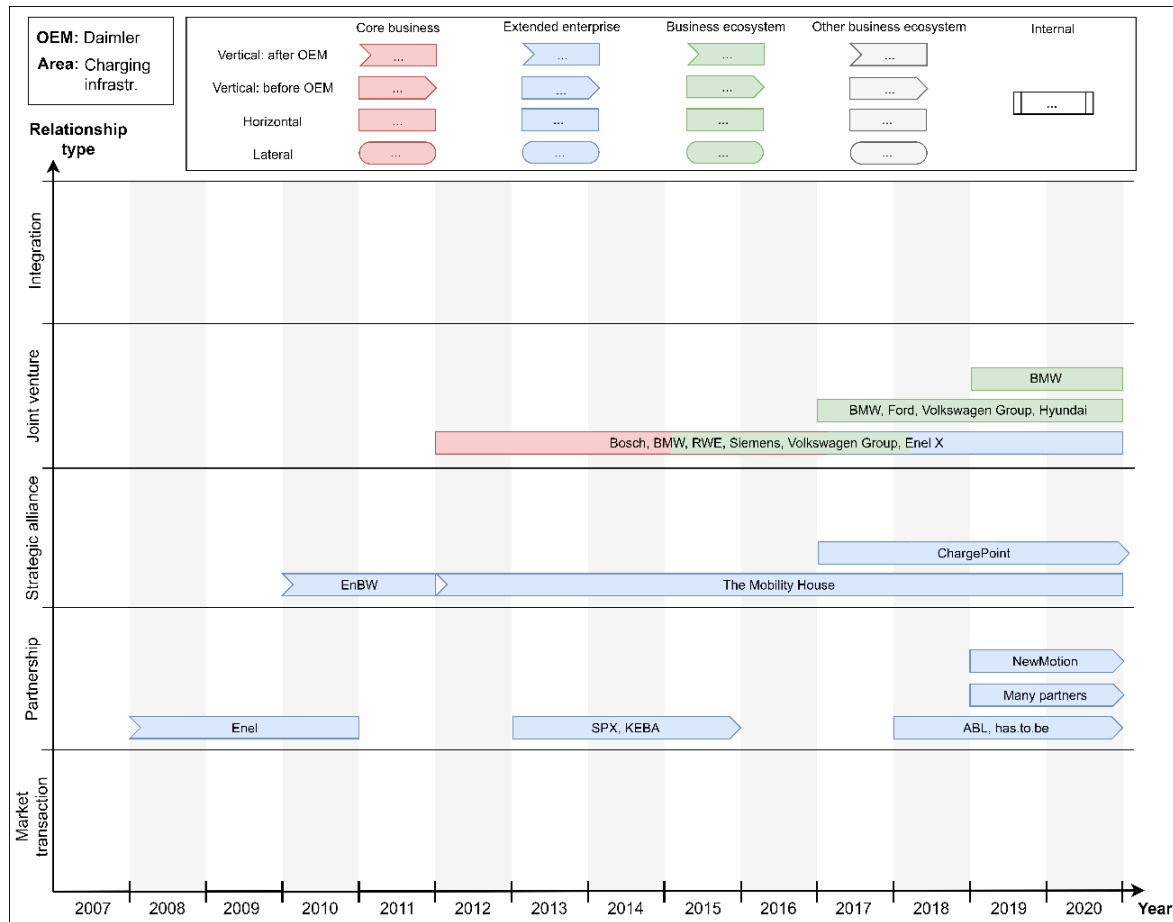 OEM: Daimler
Area: Charging
infrastr.
Core business
Extended enterprise
Business ecosystem
Other business ecosystem
Internal
Vertical: after OEM
...
...
...
...
Vertical: before OEM
...
...
...
...
...
Horizontal
...
...
...
...
Lateral
...
...
...
...
Relationship
type
Integration
Joint venture
BMW
BMW, Ford, Volkswagen Group, Hyundai
Bosch, BMW, RWE, Siemens, Volkswagen Group, Enel X
Strategic alliance
ChargePoint
EnBW
The Mobility House
Partnership
NewMotion
Many partners
Enel
SPX, KEBA
ABL, has.to.be
Market
transaction
2007 2008 2009 2010 2011 2012 2013 2014 2015 2016 2017 2018 2019 2020 Year